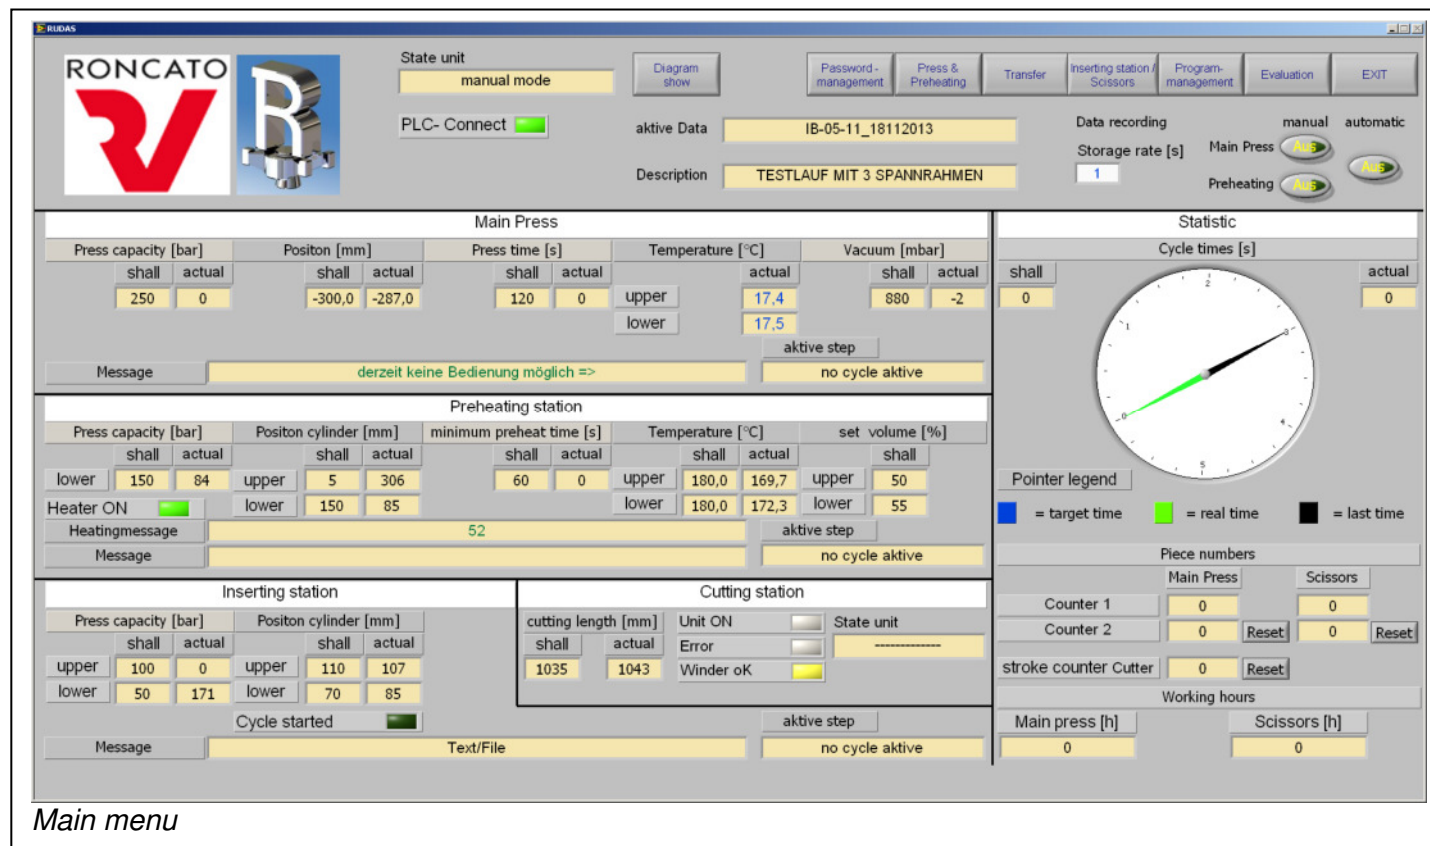 RUDAS
RONCATO
State unit
manual mode
PLC- Connect
Diagram show
Password- management
Press & Preheating
Transfer
Inserting station / Scissors
Program- management
Evaluation
EXIT
aktive Data IB-05-11_18112013
Description TESTLAUF MIT 3 SPANNRAHMEN
Data recording
Storage rate [s]
1
manual automatic
Main Press Aus
Aus
Preheating Aus
Main Press
Press capacity [bar] Positon [mm] Press time [s] Temperature [°C] Vacuum [mbar]
shall actual shall actual shall actual actual shall actual
250 0 -300,0 -287,0 120 0 upper 17,4 880 -2
lower 17,5
aktive step
Message derzeit keine Bedienung möglich => no cycle aktive
Preheating station
Press capacity [bar] Positon cylinder [mm] minimum preheat time [s] Temperature [°C] set volume [%]
shall actual shall actual shall actual shall actual shall
lower 150 84 upper 5 306 60 0 upper 180,0 169,7 upper 50
Heater ON lower 150 85 lower 180,0 172,3 lower 55
Heatingmessage 52 aktive step
Message no cycle aktive
Inserting station
Press capacity [bar] Positon cylinder [mm]
shall actual shall actual
upper 100 0 upper 110 107
lower 50 171 lower 70 85
Cycle started
Cutting station
cutting length [mm] Unit ON State unit
shall actual Error -------------
1035 1043 Winder oK
aktive step
Message Text/File no cycle aktive
Statistic
Cycle times [s]
shall actual
0 0
0 1 2 3 4 5
Pointer legend
= target time = real time = last time
Piece numbers
Main Press Scissors
Counter 1 0 0
Counter 2 0 Reset 0 Reset
stroke counter Cutter 0 Reset
Working hours
Main press [h] Scissors [h]
0 0
Main menu